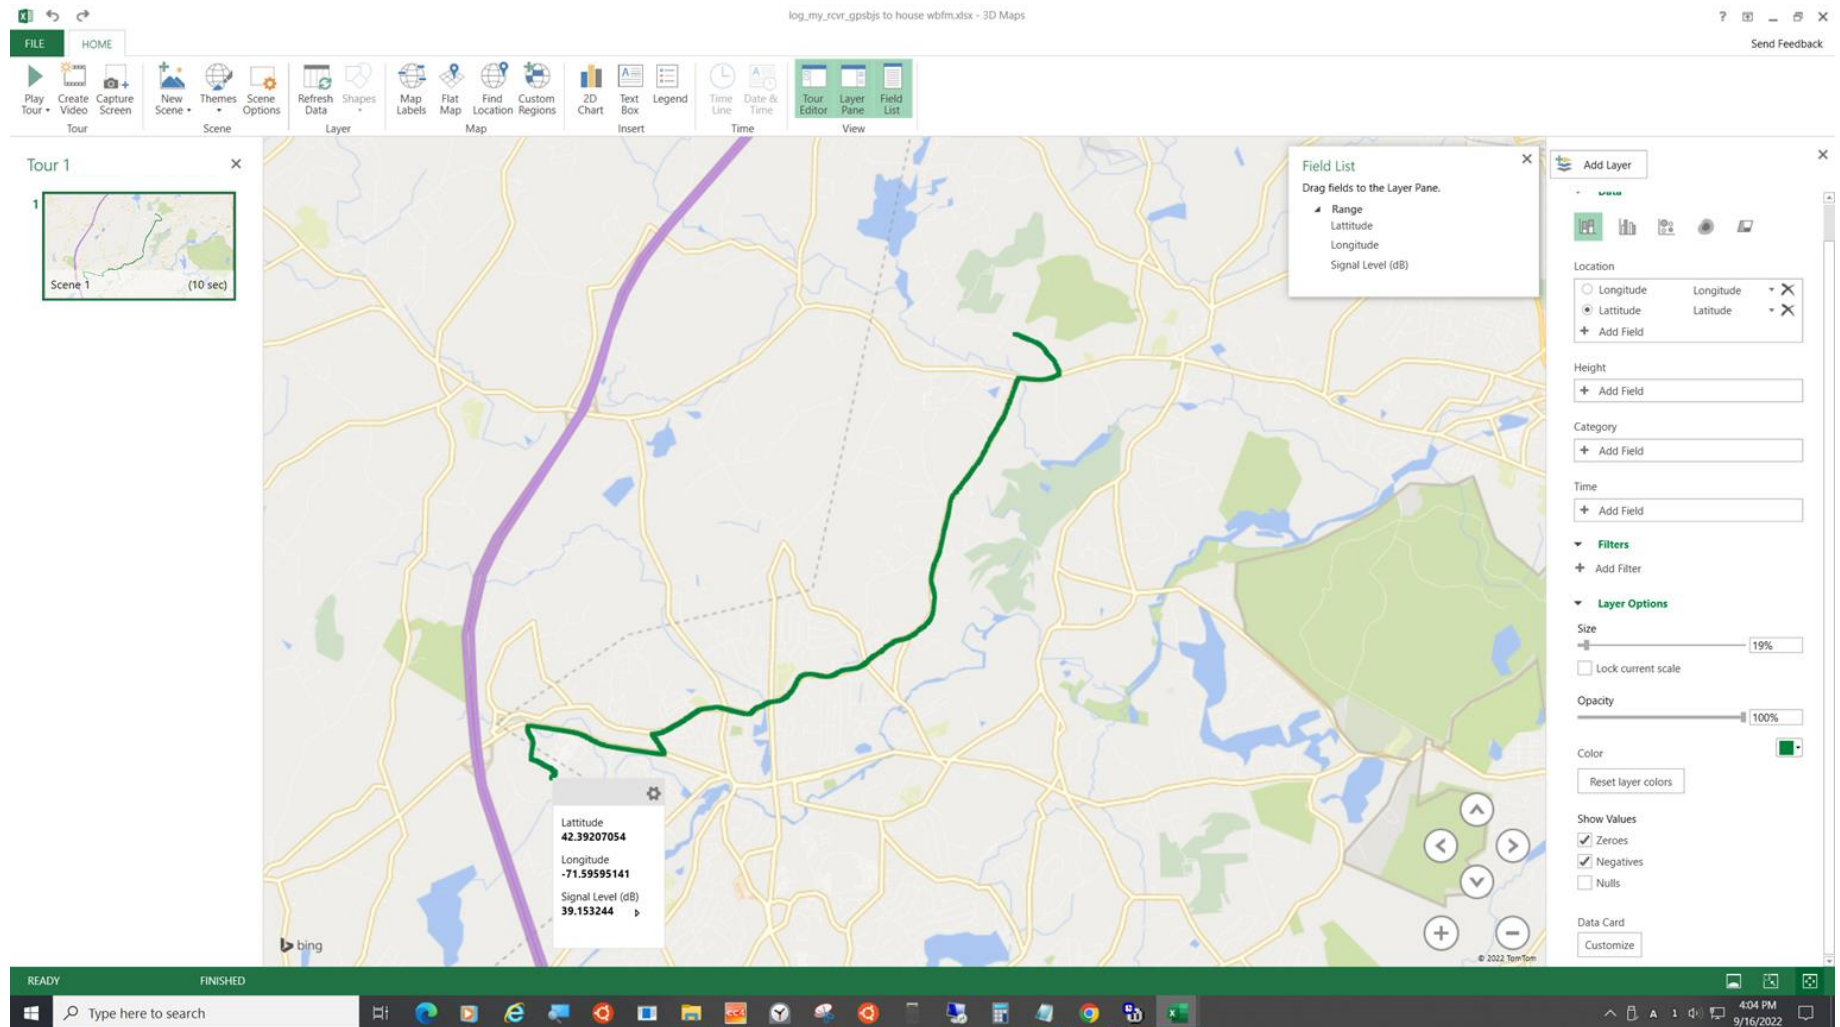 log_my_rcvr_gpsbjs to house wbfm.xlsx - 3D Maps
?
FILE HOME
Send Feedback
Play Tour
Create Video
Capture Screen
Tour
New Scene
Themes
Scene Options
Scene
Refresh Data
Shapes
Layer
Map Labels
Flat Map
Find Location
Custom Regions
Map
2D Chart
Text Box
Legend
Insert
Time Line
Date & Time
Time
Tour Editor
Layer Pane
Field List
View
Tour 1
1
Scene 1 (10 sec)
Field List
Drag fields to the Layer Pane.
Range
Lattitude
Longitude
Signal Level (dB)
Lattitude
42.39207054
Longitude
-71.59595141
Signal Level (dB)
39.153244
bing
© 2022 TomTom
Add Layer
Data
Location
Longitude Longitude
Lattitude Latitude
+ Add Field
Height
+ Add Field
Category
+ Add Field
Time
+ Add Field
Filters
+ Add Filter
Layer Options
Size
19%
Lock current scale
Opacity
100%
Color
Reset layer colors
Show Values
Zeroes
Negatives
Nulls
Data Card
Customize
READY FINISHED
Type here to search
4:04 PM
9/16/2022